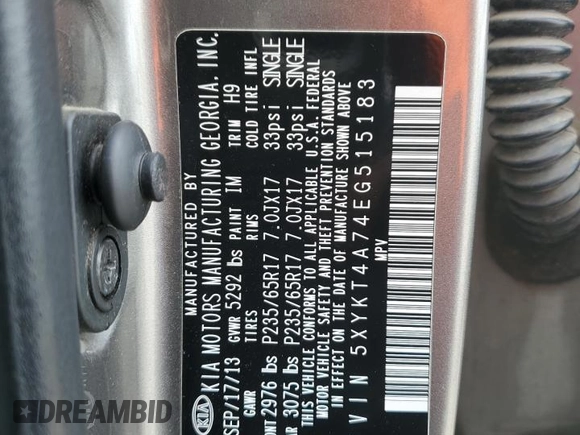 MANUFACTURED BY
KIA KIA MOTORS MANUFACTURING GEORGIA, INC.
SEP/17/13 GVWR 5292 lbs PAINT IM TRIM H9
GAWR TIRES RIMS COLD TIRE INFL
2976 lbs P235/65R17 7.0JX17 33psi SINGLE
3075 lbs P235/65R17 7.0JX17 33psi SINGLE
THIS VEHICLE CONFORMS TO ALL APPLICABLE U.S.A. FEDERAL
MOTOR VEHICLE SAFETY AND THEFT PREVENTION STANDARDS
IN EFFECT ON THE DATE OF MANUFACTURE SHOWN ABOVE
VIN 5XYKT4A74EG515183
MPV
DREAMBID